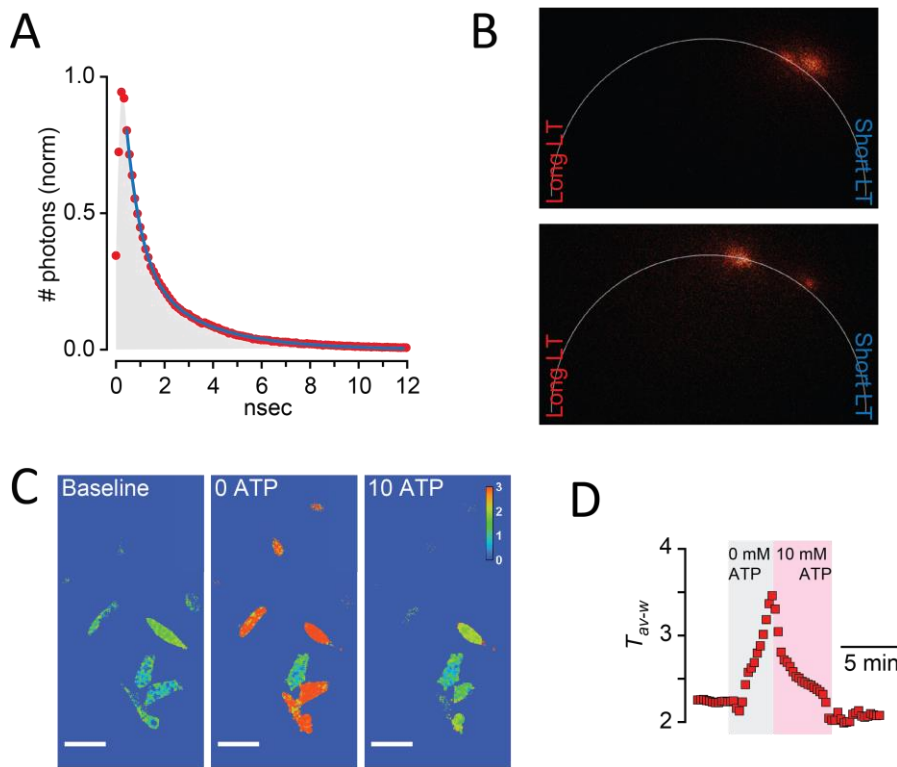 A
# photons (norm)
1.0
0.5
0.0
0 2 4 6 8 10 12
nsec
B
Long LT
Short LT
Long LT
Short LT
C
Baseline
0 ATP
10 ATP
3
2
1
0
D
T av-w
4
3
2
0 mM 10 mM
ATP ATP
5 min